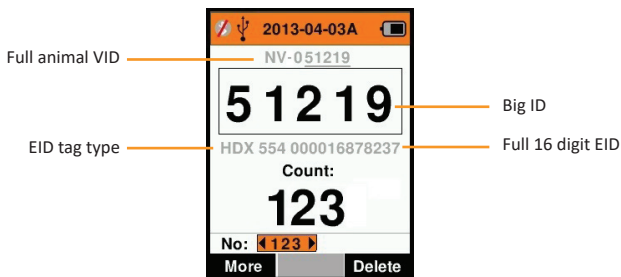 2013-04-03A
Full animal VID
NV-051219
51219
Big ID
EID tag type
HDX 554 000016878237
Full 16 digit EID
Count:
123
No: 123
More Delete